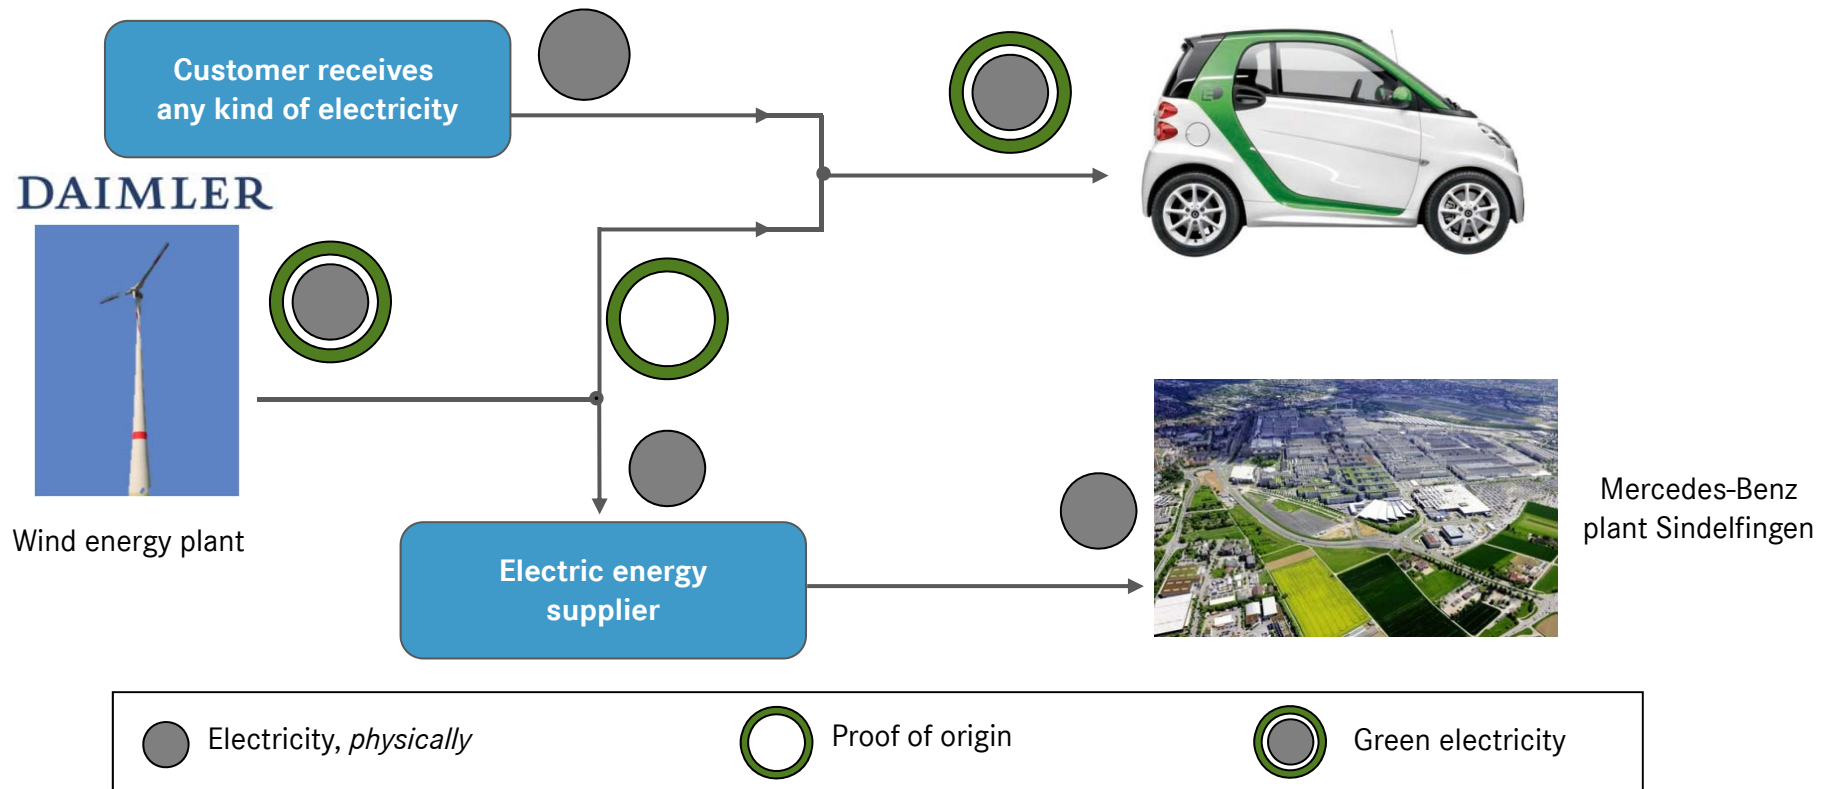 Customer receives
any kind of electricity
DAIMLER
Wind energy plant
Electric energy
supplier
Mercedes-Benz
plant Sindelfingen
Electricity, physically
Proof of origin
Green electricity